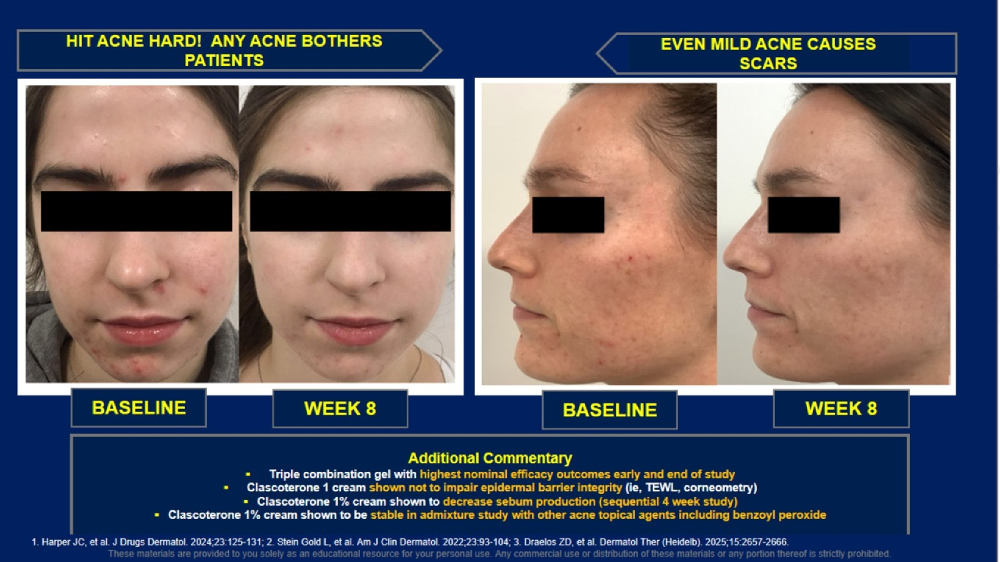 HIT ACNE HARD! ANY ACNE BOTHERS
PATIENTS
EVEN MILD ACNE CAUSES
SCARS
BASELINE
WEEK 8
BASELINE
WEEK 8
Additional Commentary
▪ Triple combination gel with highest nominal efficacy outcomes early and end of study
▪ Clascoterone 1 cream shown not to impair epidermal barrier integrity (ie, TEWL, corneometry)
▪ Clascoterone 1% cream shown to decrease sebum production (sequential 4 week study)
▪ Clascoterone 1% cream shown to be stable in admixture study with other acne topical agents including benzoyl peroxide
1. Harper JC, et al. J Drugs Dermatol. 2024;23:125-131; 2. Stein Gold L, et al. Am J Clin Dermatol. 2022;23:93-104; 3. Draelos ZD, et al. Dermatol Ther (Heidelb). 2025;15:2657-2666.
These materials are provided to you solely as an educational resource for your personal use. Any commercial use or distribution of these materials or any portion thereof is strictly prohibited.